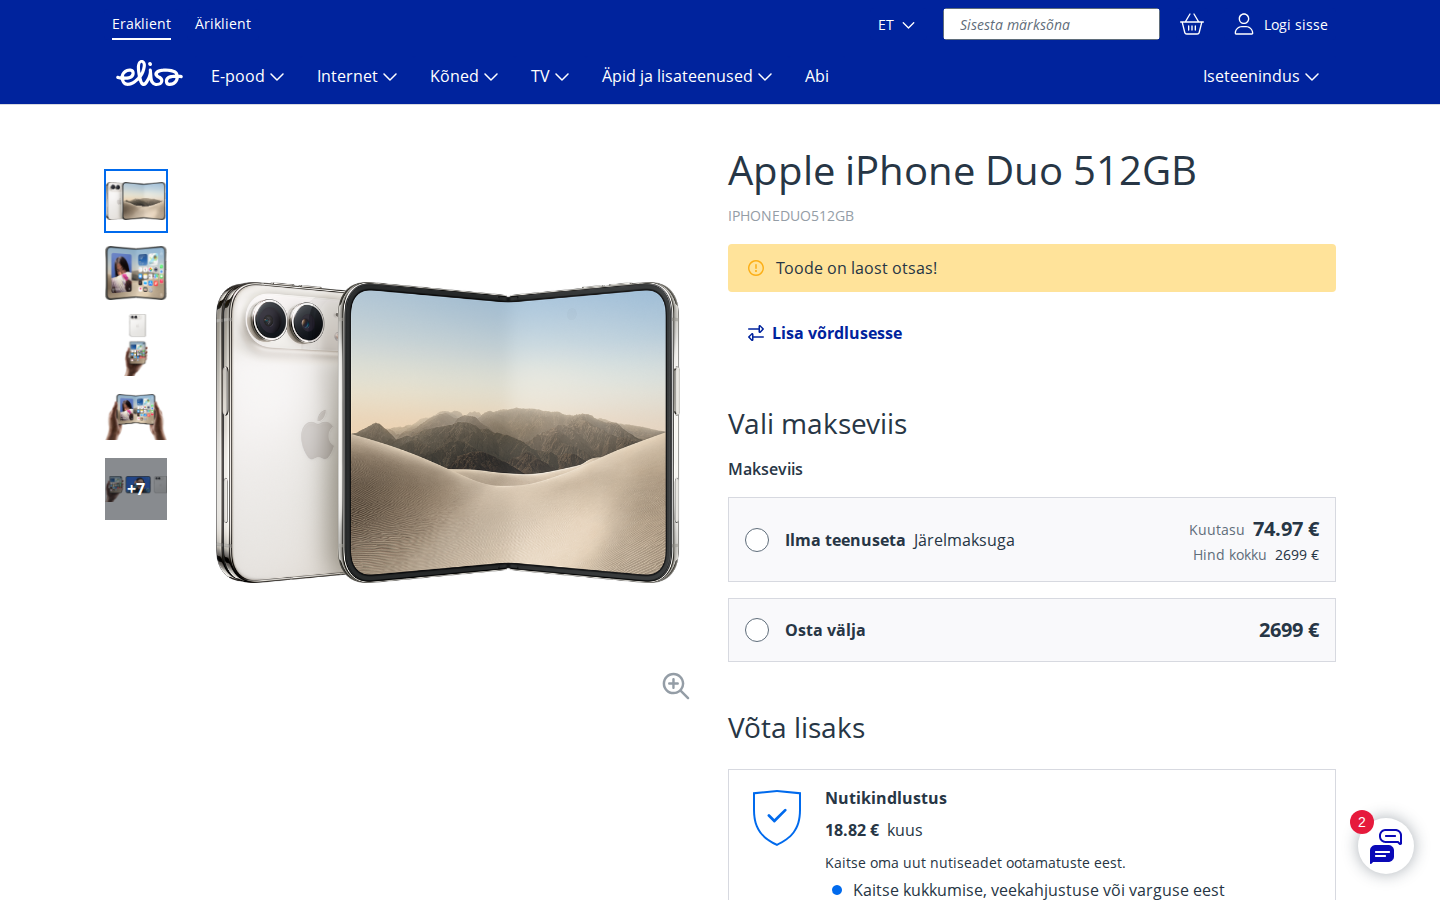 Eraklient
Äriklient
ET
Sisesta märksõna
Logi sisse
elisa
E-pood
Internet
Kõned
TV
Äpid ja lisateenused
Abi
Iseteenindus
Apple iPhone Duo 512GB
IPHONEDUO512GB
Toode on laost otsas!
Lisa võrdlusesse
+7
Vali makseviis
Makseviis
Ilma teenuseta Järelmaksuga
Kuutasu 74.97 €
Hind kokku 2699 €
Osta välja
2699 €
Võta lisaks
Nutikindlustus
18.82 € kuus
Kaitse oma uut nutiseadet ootamatuste eest.
Kaitse kukkumise, veekahjustuse või varguse eest
2